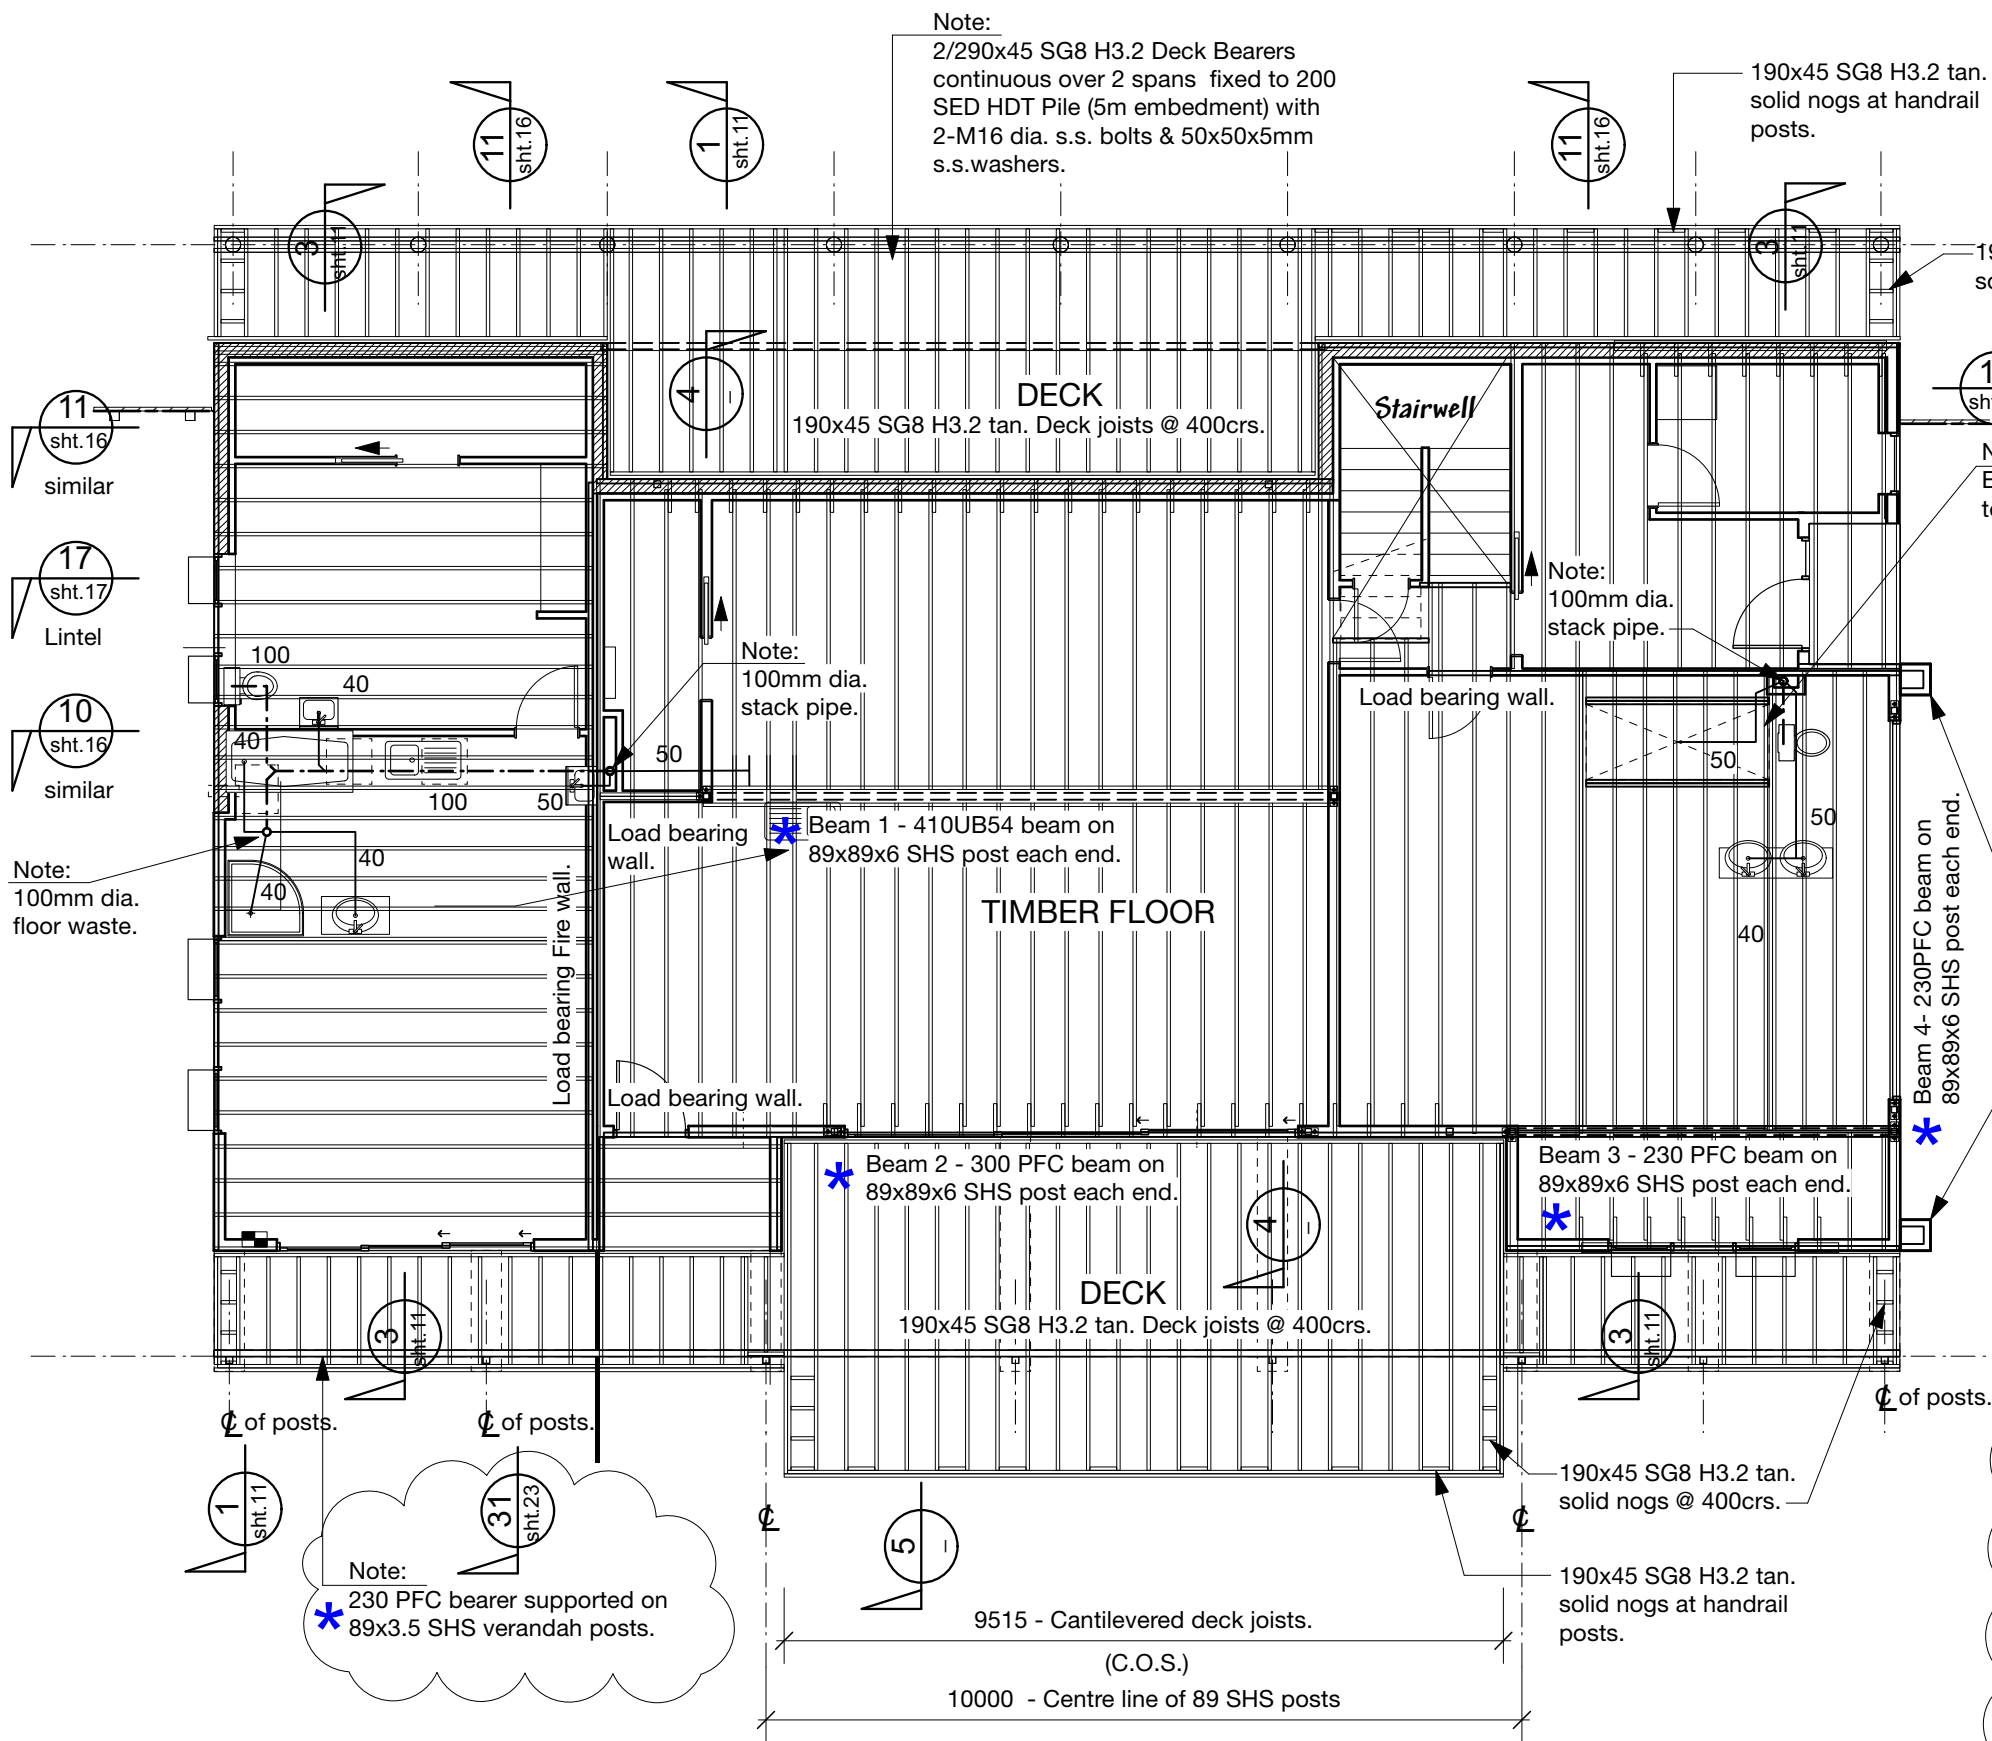 Note:
2/290x45 SG8 H3.2 Deck Bearers
continuous over 2 spans fixed to 200
SED HDT Pile (5m embedment) with
2-M16 dia. s.s. bolts & 50x50x5mm
s.s.washers.
190x45 SG8 H3.2 tan.
solid nogs at handrail
posts.
11
sht.16
1
sht.11
11
sht.16
3
sht.11
3
sht.11
4
DECK
190x45 SG8 H3.2 tan. Deck joists @ 400crs.
Stairwell
11
sht.16
similar
17
sht.17
Lintel
10
sht.16
similar
Note:
100mm dia.
stack pipe.
Note:
100mm dia.
stack pipe.
Load bearing wall.
100
40
40
100
50
50
40
40
50
50
40
Note:
100mm dia.
floor waste.
Load bearing
wall.
Beam 1 - 410UB54 beam on
89x89x6 SHS post each end.
Load bearing Fire wall.
TIMBER FLOOR
Load bearing wall.
Beam 4- 230PFC beam on
89x89x6 SHS post each end.
Beam 2 - 300 PFC beam on
89x89x6 SHS post each end.
Beam 3 - 230 PFC beam on
89x89x6 SHS post each end.
4
DECK
190x45 SG8 H3.2 tan. Deck joists @ 400crs.
3
sht.11
3
sht.11
℄ of posts.
℄ of posts.
℄ of posts.
1
sht.11
31
sht.23
5
℄
℄
190x45 SG8 H3.2 tan.
solid nogs @ 400crs.
Note:
230 PFC bearer supported on
89x3.5 SHS verandah posts.
190x45 SG8 H3.2 tan.
solid nogs at handrail
posts.
9515 - Cantilevered deck joists.
(C.O.S.)
10000 - Centre line of 89 SHS posts